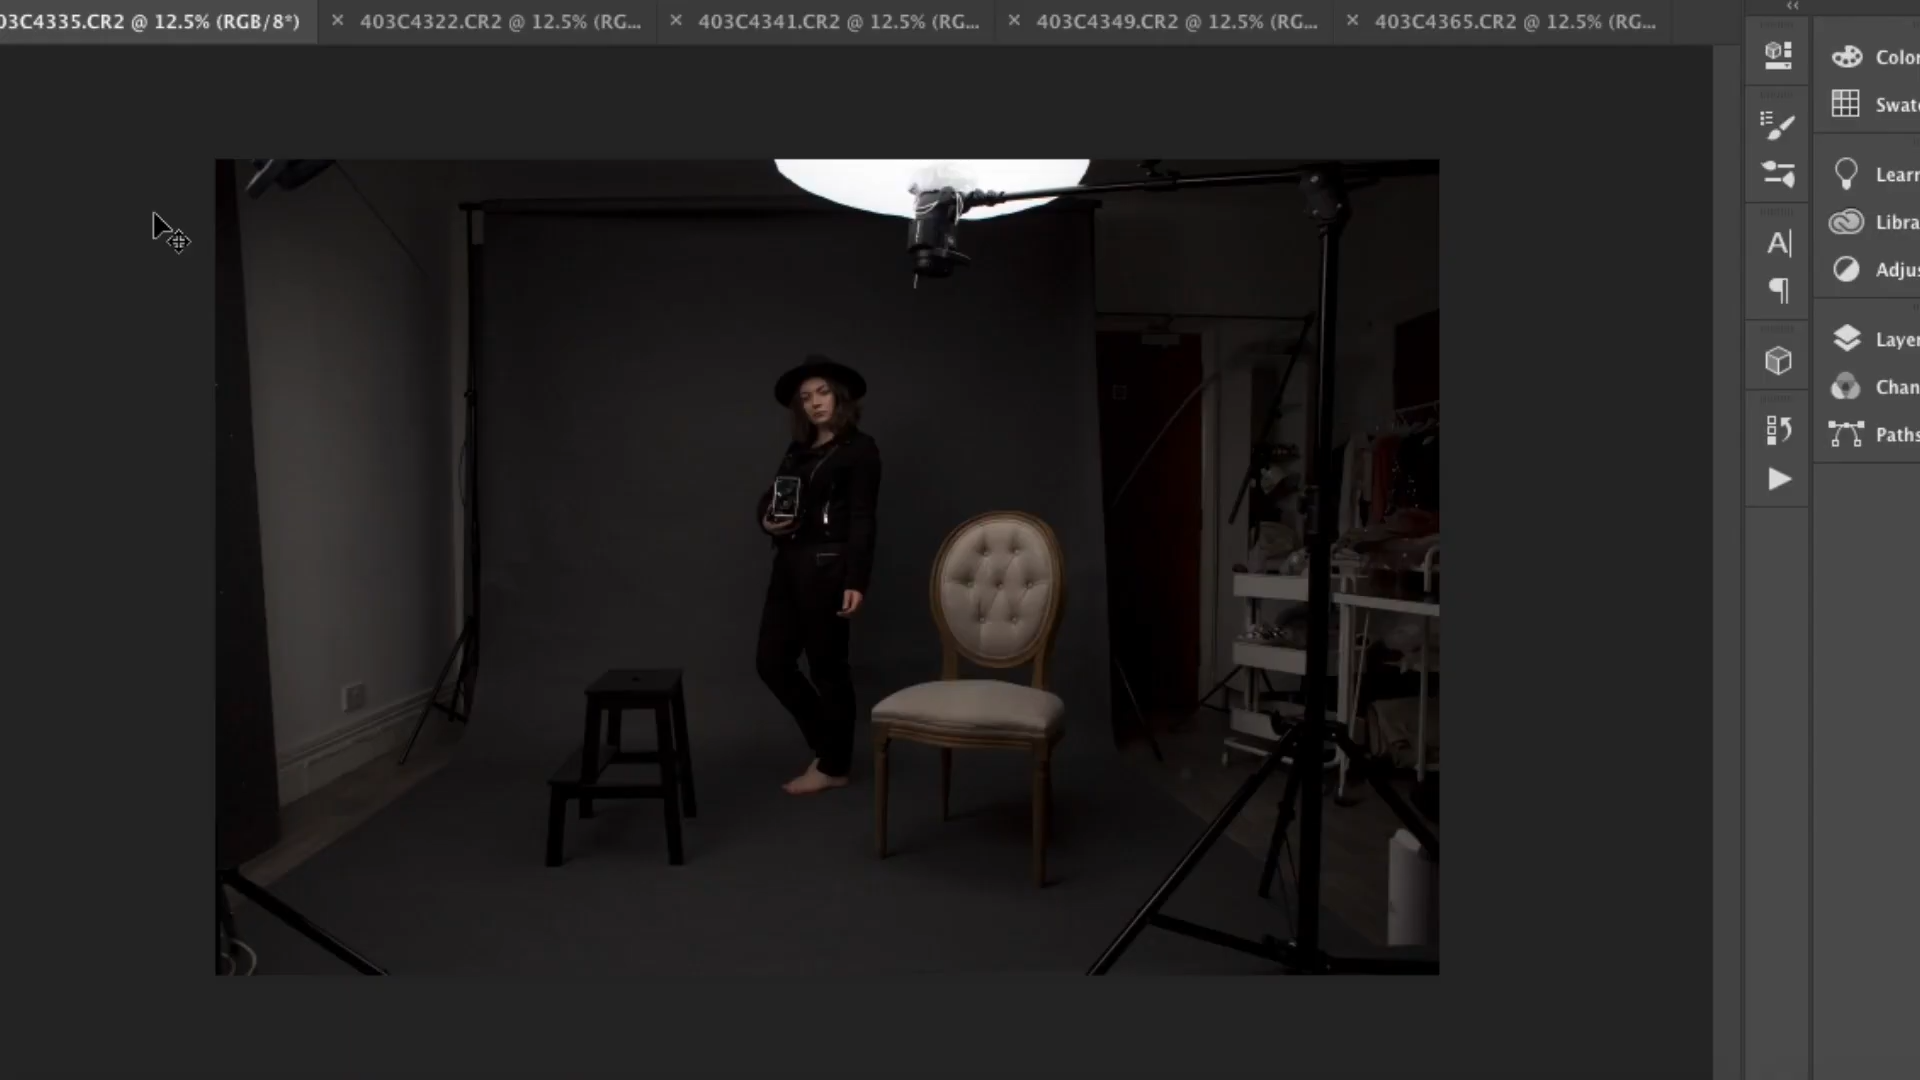 03C4335.CR2 @ 12.5% (RGB/8*)
403C4322.CR2 @ 12.5% (RG...
403C4341.CR2 @ 12.5% (RG...
403C4349.CR2 @ 12.5% (RG...
403C4365.CR2 @ 12.5% (RG...
Color
Swat
Learn
Libra
Adjus
Layer
Chan
Paths